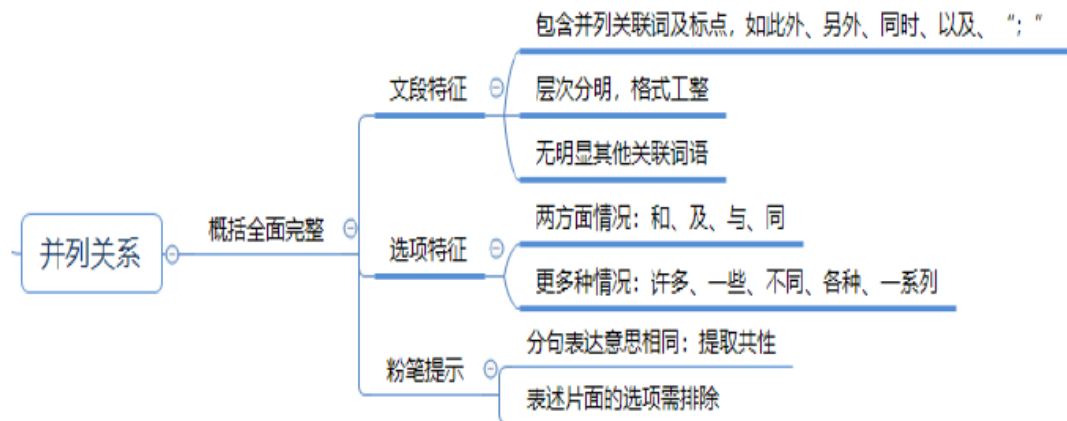 并列关系
概括全面完整
文段特征
包含并列关联词及标点，如此外、另外、同时、以及、“；”
层次分明，格式工整
无明显其他关联词语
选项特征
两方面情况：和、及、与、同
更多种情况：许多、一些、不同、各种、一系列
粉笔提示
分句表达意思相同：提取共性
表述片面的选项需排除